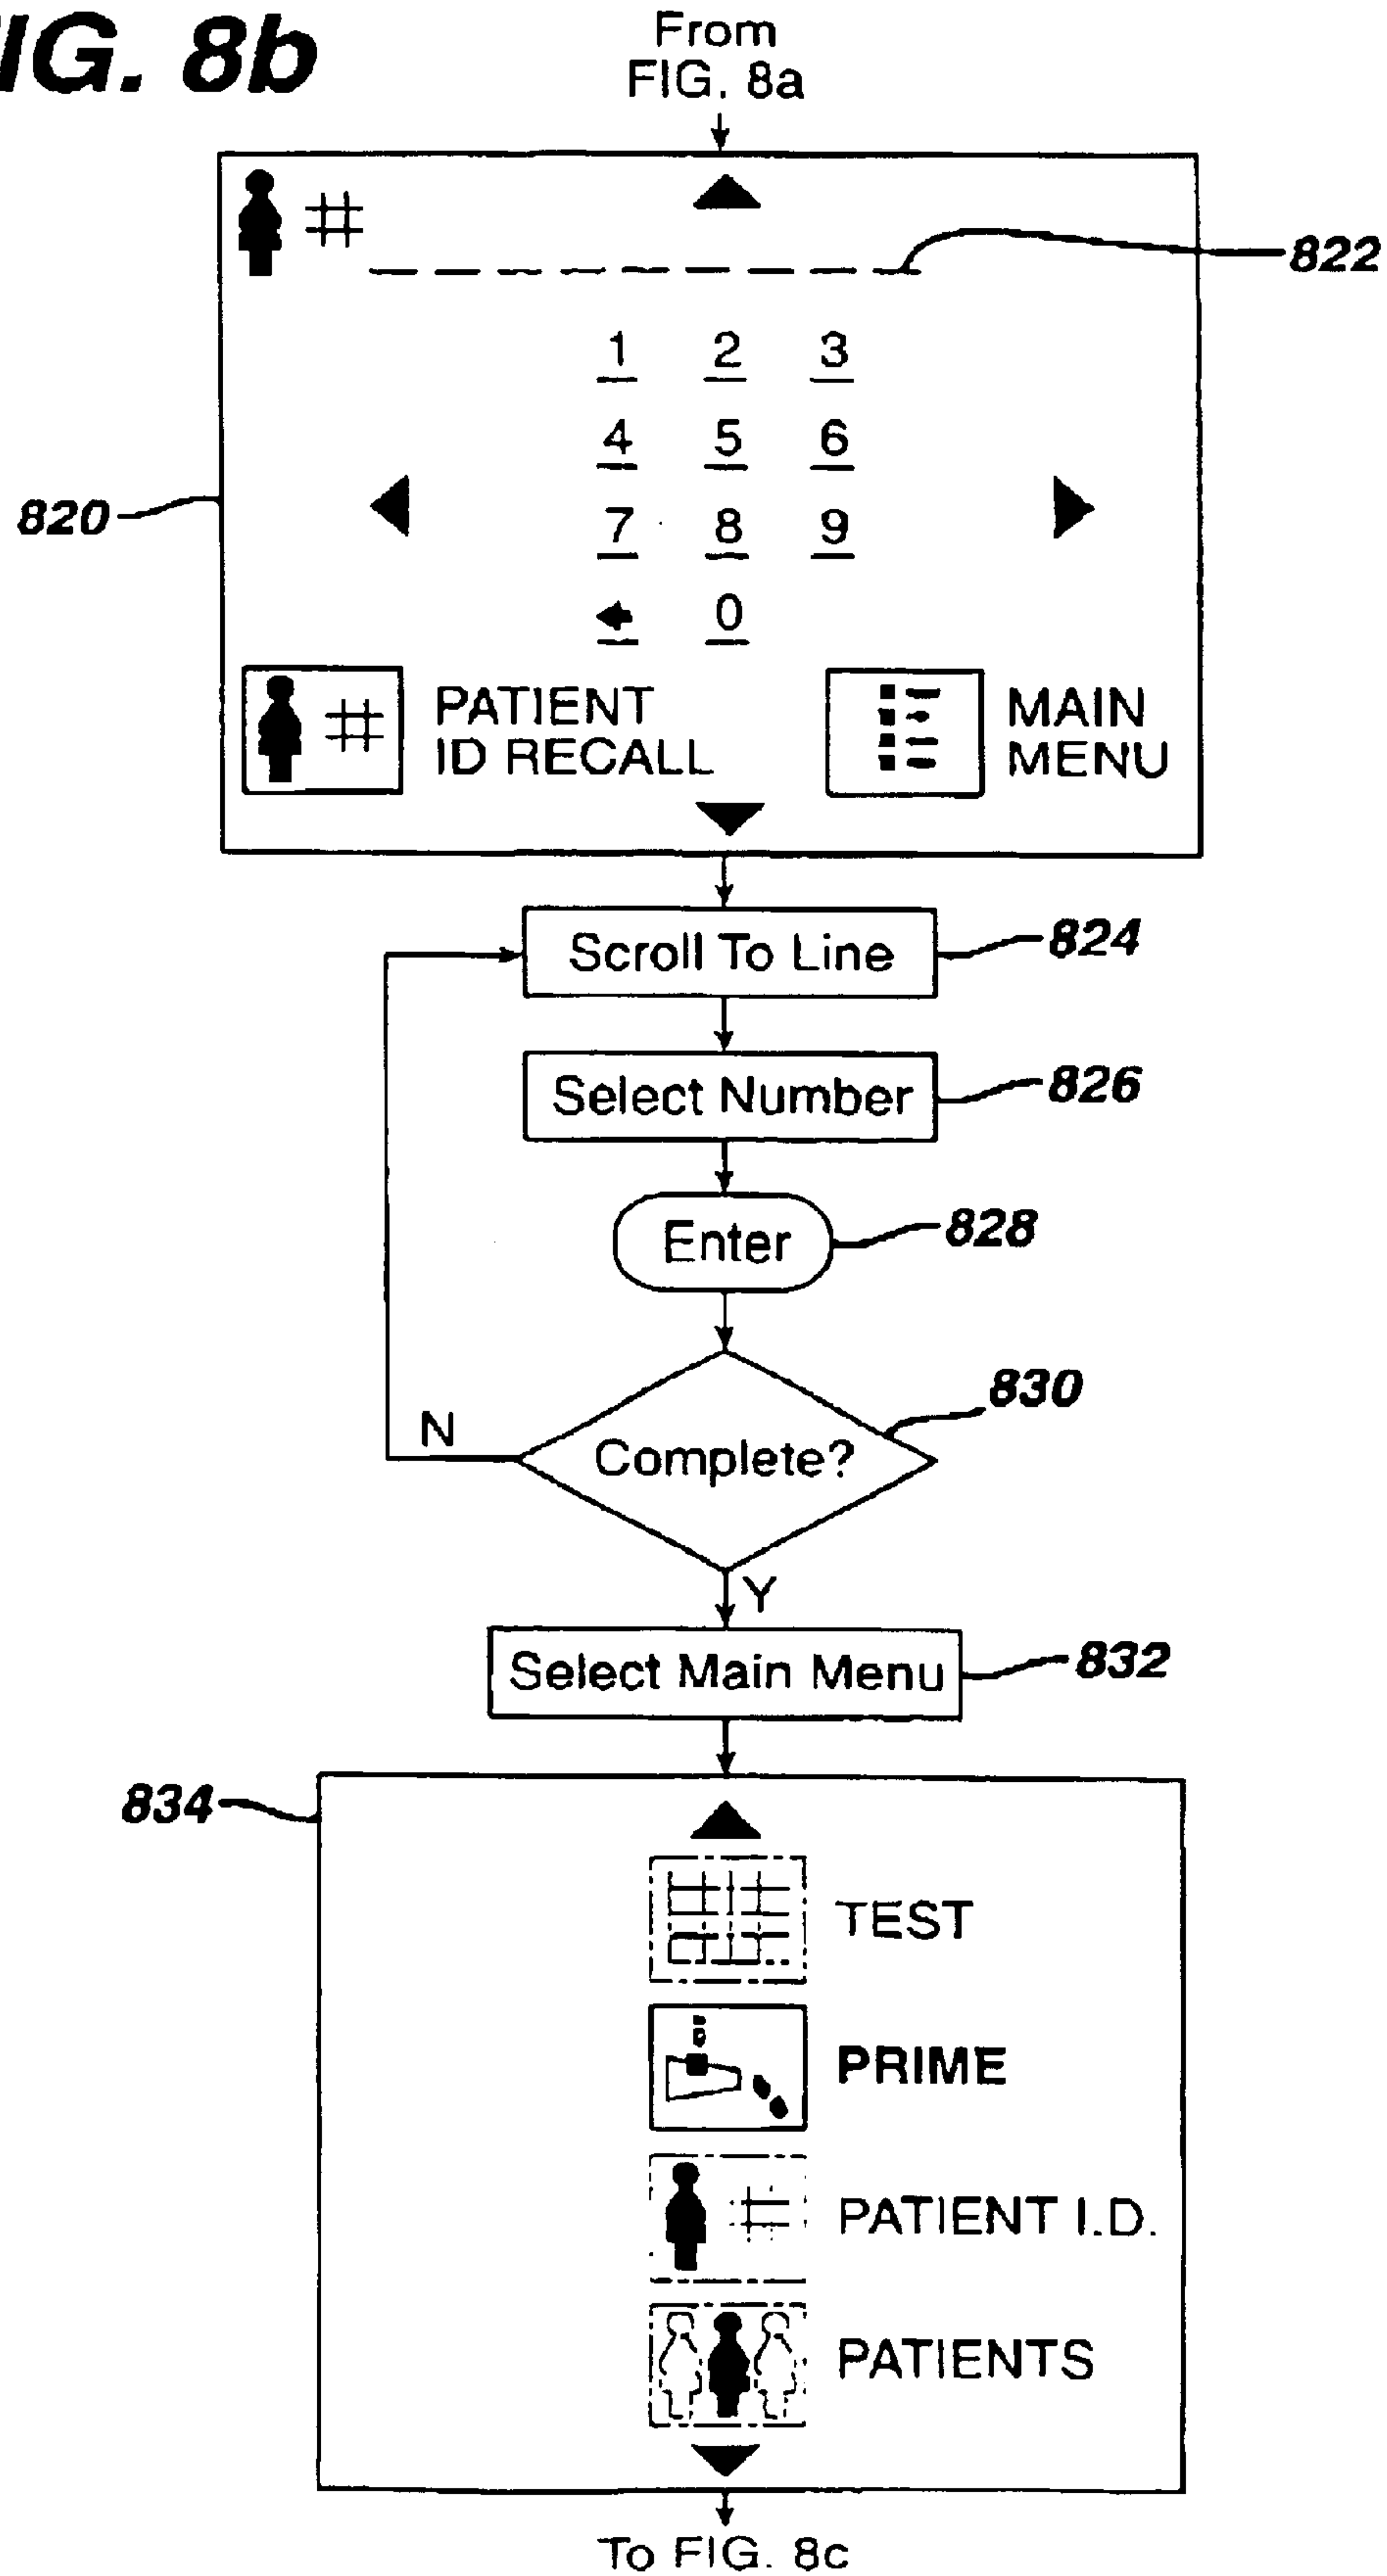 IG. 8b
From
FIG. 8a
#
822
1 2 3
4 5 6
820
7 8 9
0
# PATIENT
ID RECALL
MAIN
MENU
Scroll To Line
824
Select Number
826
Enter
828
830
Complete?
N
Y
Select Main Menu
832
834
TEST
PRIME
# PATIENT I.D.
PATIENTS
To FIG. 8c